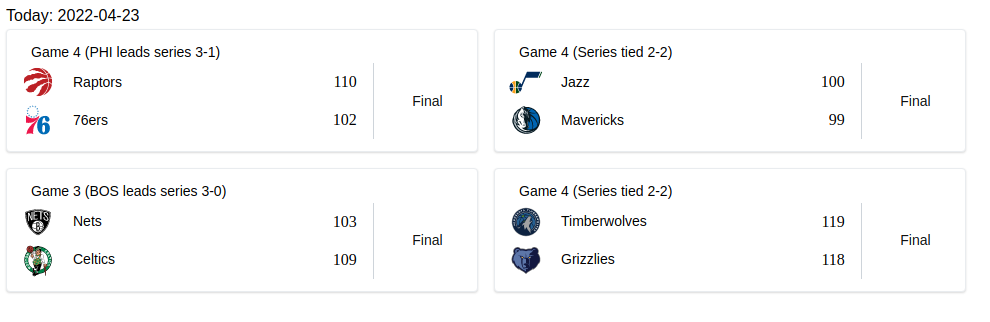 Today: 2022-04-23
Game 4 (PHI leads series 3-1)
Raptors 110
76ers 102
Final
Game 4 (Series tied 2-2)
Jazz 100
Mavericks 99
Final
Game 3 (BOS leads series 3-0)
NETS
B
Nets 103
Celtics 109
Final
Game 4 (Series tied 2-2)
Timberwolves 119
Grizzlies 118
Final